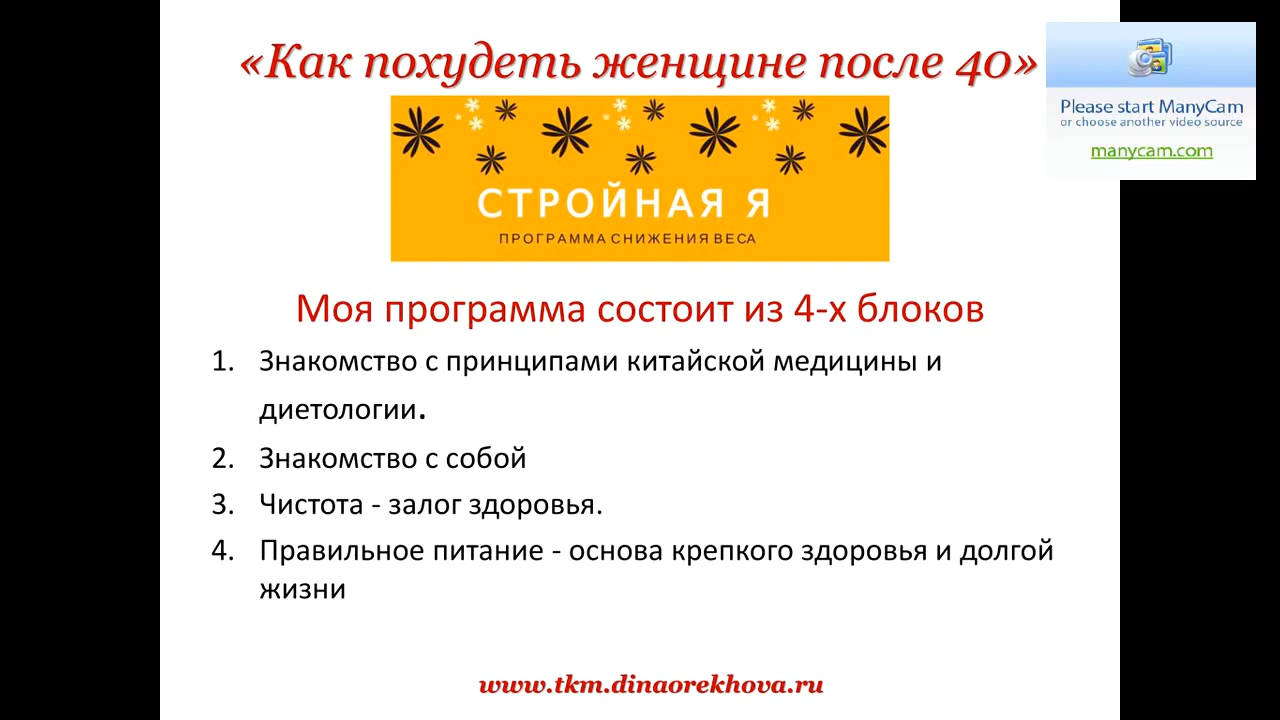 «Как похудеть женщине после 40»
Please start ManyCam
or choose another video source
manycam.com
СТРОЙНАЯ Я
ПРОГРАММА СНИЖЕНИЯ ВЕСА
Моя программа состоит из 4-х блоков
1. Знакомство с принципами китайской медицины и
диетологии.
2. Знакомство с собой
3. Чистота - залог здоровья.
4. Правильное питание - основа крепкого здоровья и долгой
жизни
www.tkm.dinaorekhova.ru